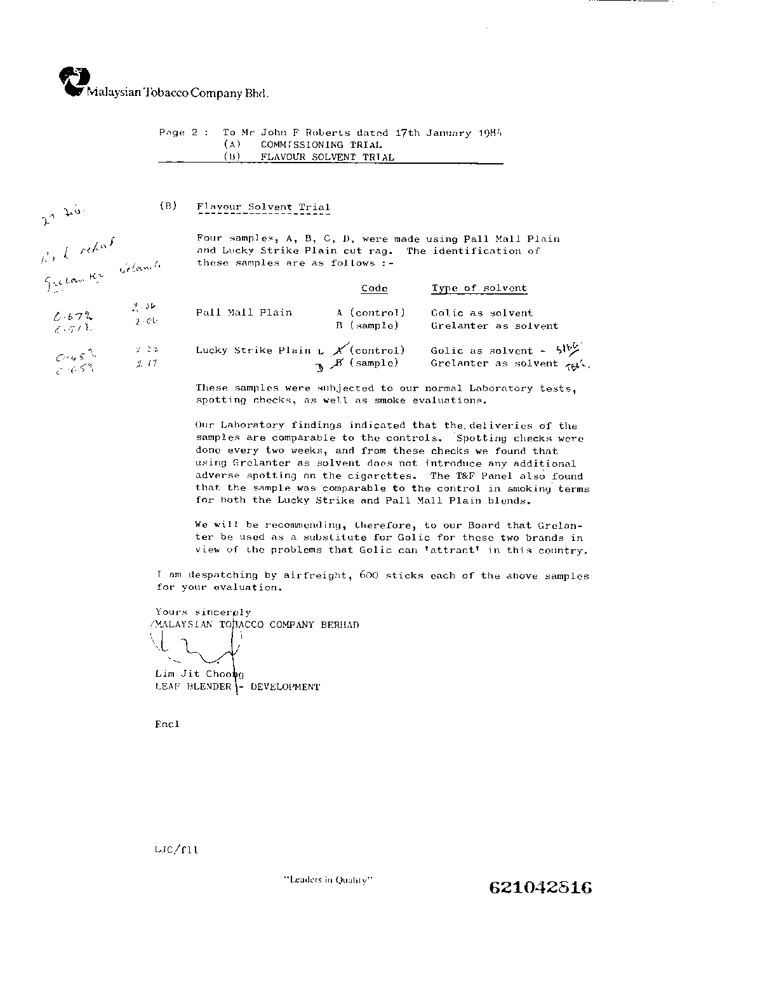 Malaysian Tobacco Company Bhd.
Page 2 : To Mr John F Roberts dated 17th January 1984
(A) COMMISSIONING TRIAL
(B) FLAVOUR SOLVENT TRIAL
(B) Flavour Solvent Trial
Four samples, A, B, C, D, were made using Pall Mall Plain
and Lucky Strike Plain cut rag. The identification of
these samples are as follows :-
Code Type of solvent
0.67% Pall Mall Plain A (control) Golic as solvent
2.06 B (sample) Grelanter as solvent
Lucky Strike Plain A (control) Golic as solvent -
2.17 B (sample) Grelanter as solvent
These samples were subjected to our normal Laboratory tests,
spotting checks, as well as smoke evaluations.
Our Laboratory findings indicated that the deliveries of the
samples are comparable to the controls. Spotting checks were
done every two weeks, and from these checks we found that
using Grelanter as solvent does not introduce any additional
adverse spotting on the cigarettes. The T&F Panel also found
that the sample was comparable to the control in smoking terms
for both the Lucky Strike and Pall Mall Plain blends.
We will be recommending, therefore, to our Board that Grelan-
ter be used as a substitute for Golic for these two brands in
view of the problems that Golic can 'attract' in this country.
I am despatching by airfreight, 600 sticks each of the above samples
for your evaluation.
Yours sincerely
MALAYSIAN TOBACCO COMPANY BERHAD
Lim Jit Choong
LEAF BLENDER - DEVELOPMENT
Encl
LJC/fll
"Leaders in Quality"
621042816